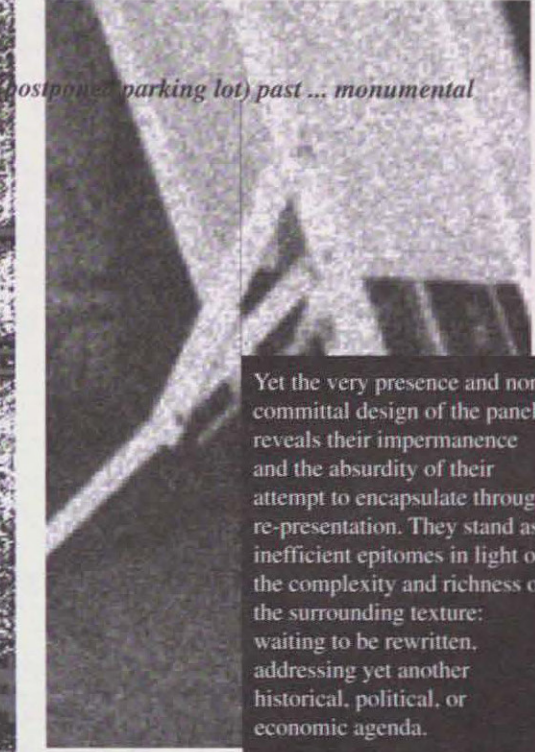 postponed parking lot) past ... monumental
Yet the very presence and non
committal design of the panel
reveals their impermanence
and the absurdity of their
attempt to encapsulate throug
re-presentation. They stand as
inefficient epitomes in light o
the complexity and richness o
the surrounding texture:
waiting to be rewritten,
addressing yet another
historical, political, or
economic agenda.